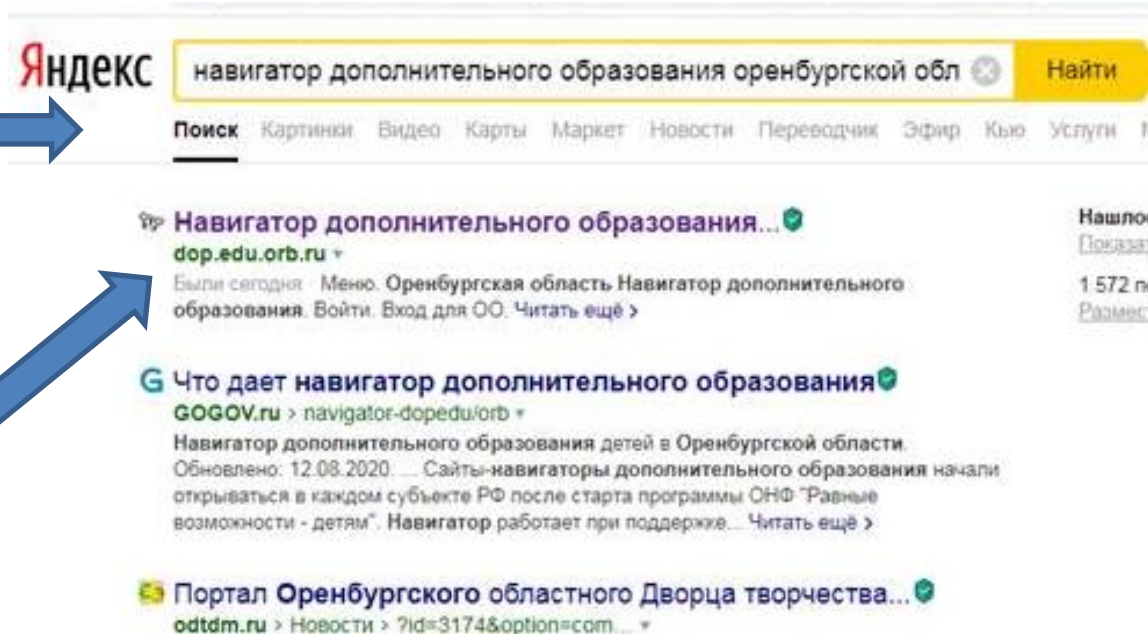 Яндекс
навигатор дополнительного образования оренбургской обл
Найти
Поиск Картинки Видео Карты Маркет Новости Переводчик Эфир Кью Услуги
Навигатор дополнительного образования...
dop.edu.orb.ru
Были сегодня Меню. Оренбургская область Навигатор дополнительного
образования. Войти. Вход для ОО. Читать ещё >
Что дает навигатор дополнительного образования
GOGOV.ru > navigator-dopedu/orb
Навигатор дополнительного образования детей в Оренбургской области.
Обновлено: 12.08.2020. ... Сайты-навигаторы дополнительного образования начали
открываться в каждом субъекте РФ после старта программы ОНФ "Равные
возможности - детям". Навигатор работает при поддержке... Читать ещё >
Портал Оренбургского областного Дворца творчества...
odtdm.ru > Новости > ?id=3174&option=com...
1 572